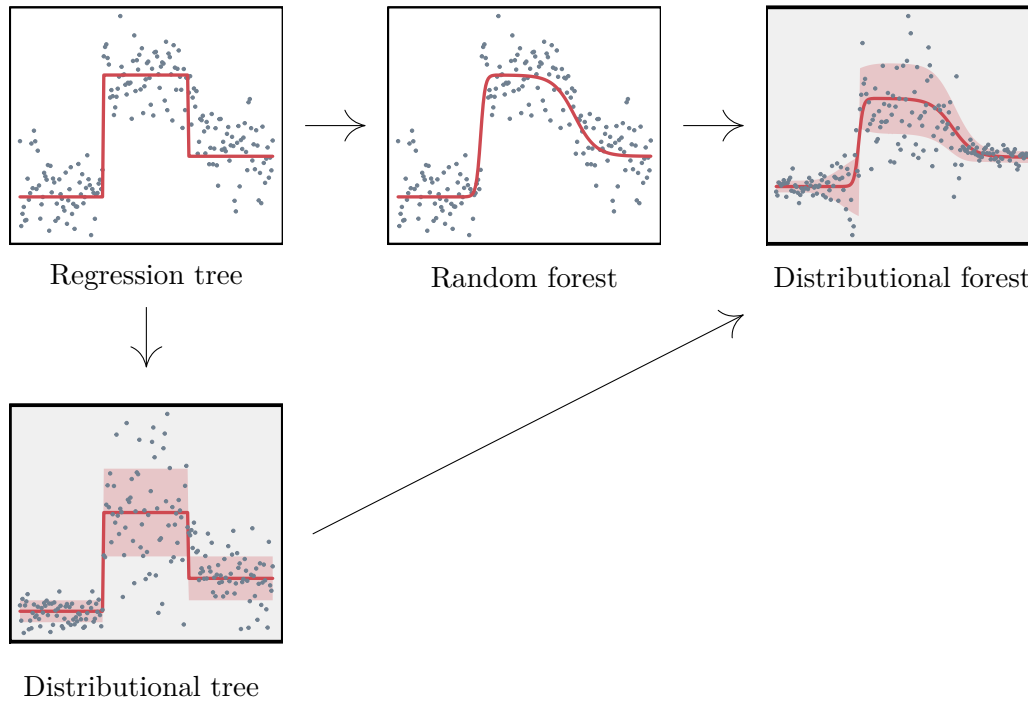 Regression tree
Random forest
Distributional forest
Distributional tree